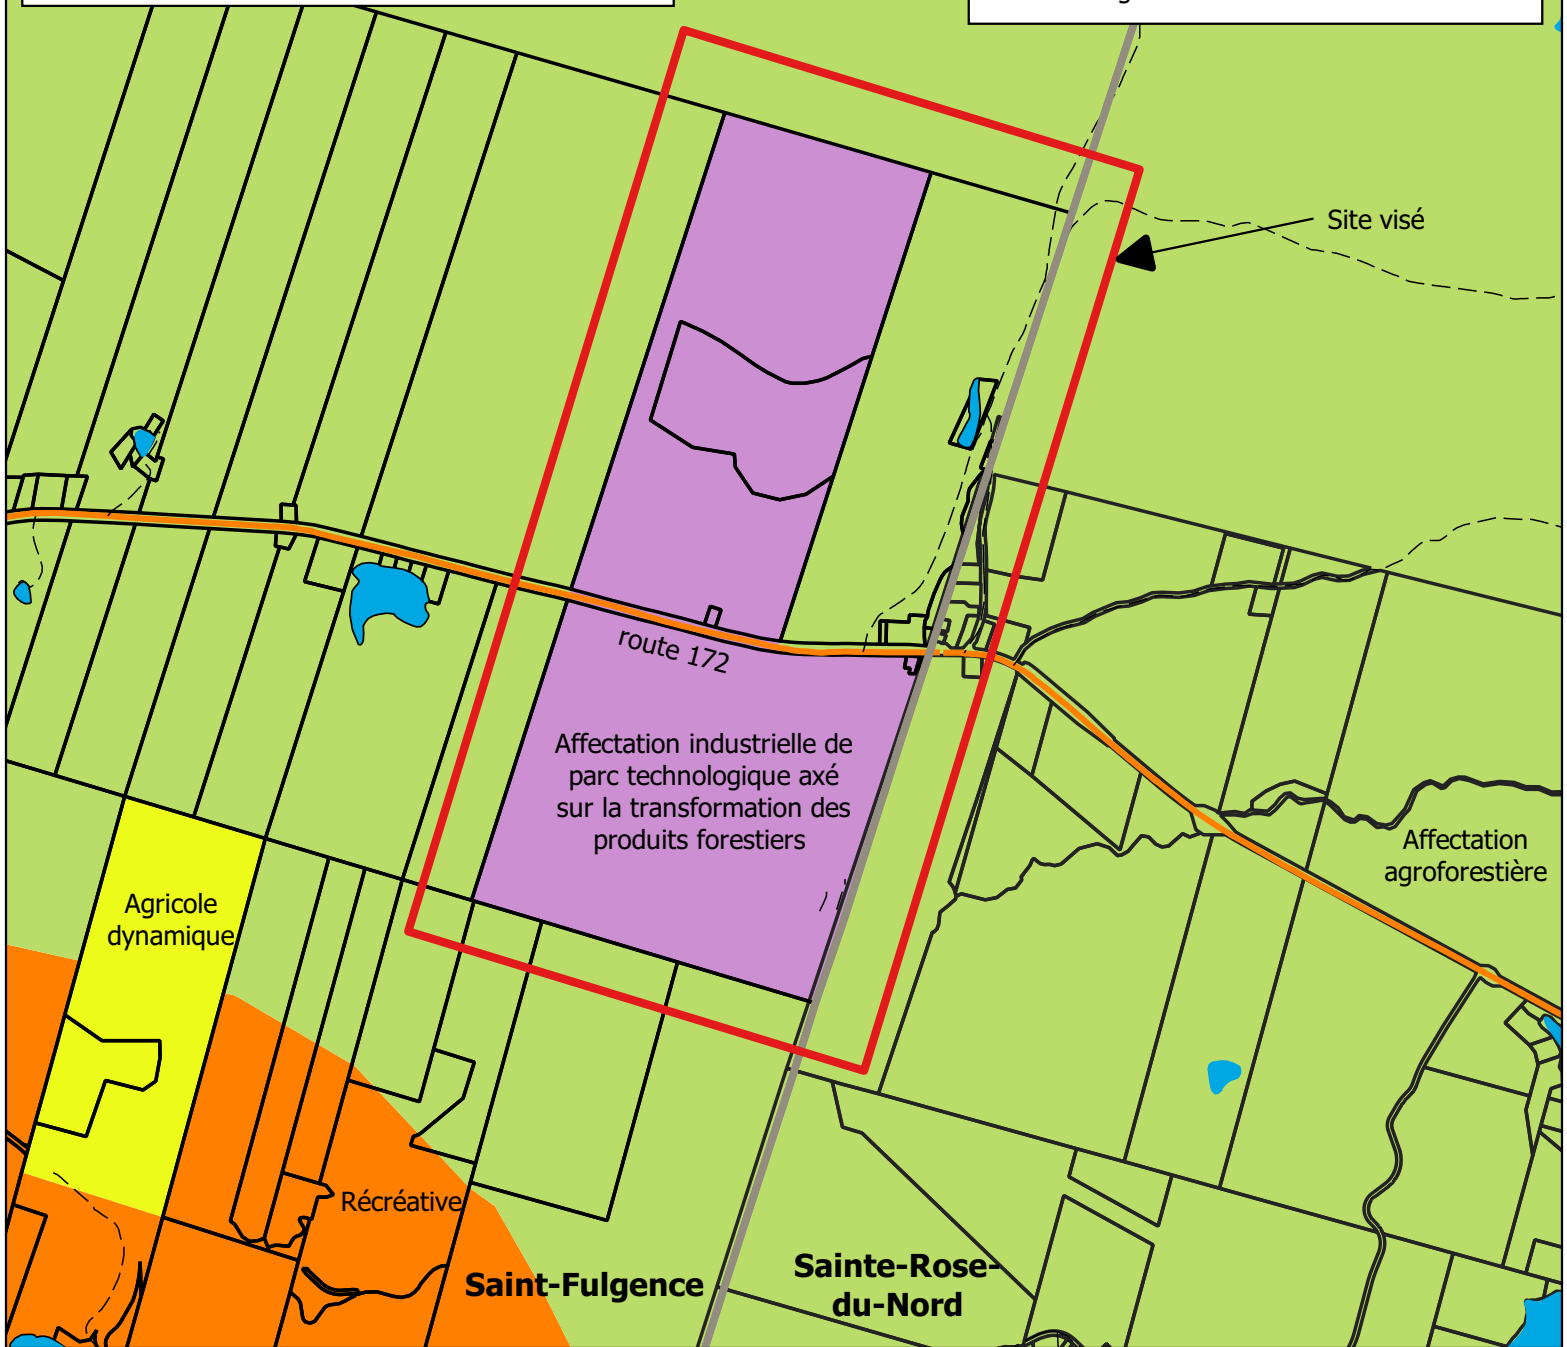 Site visé
route 172
Affectation industrielle de
parc technologique axé
sur la transformation des
produits forestiers
Affectation
agroforestière
Agricole
dynamique
Récréative
Saint-Fulgence
Sainte-Rose-
du-Nord